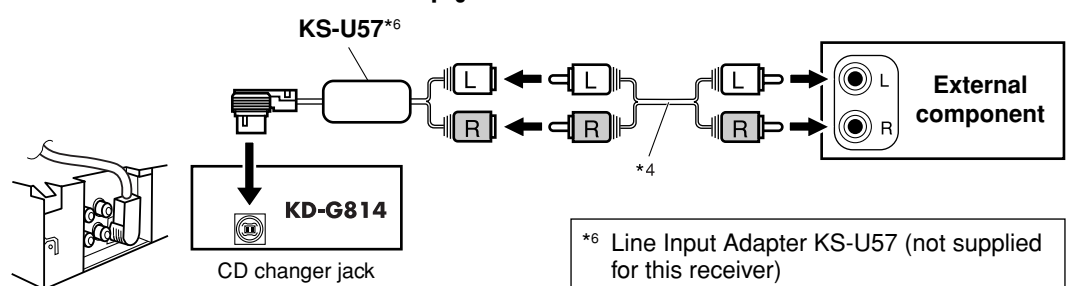 KS-U57*6
L L L L
External component
R R R R
*4
KD-G814
CD changer jack
*6 Line Input Adapter KS-U57 (not supplied
for this receiver)